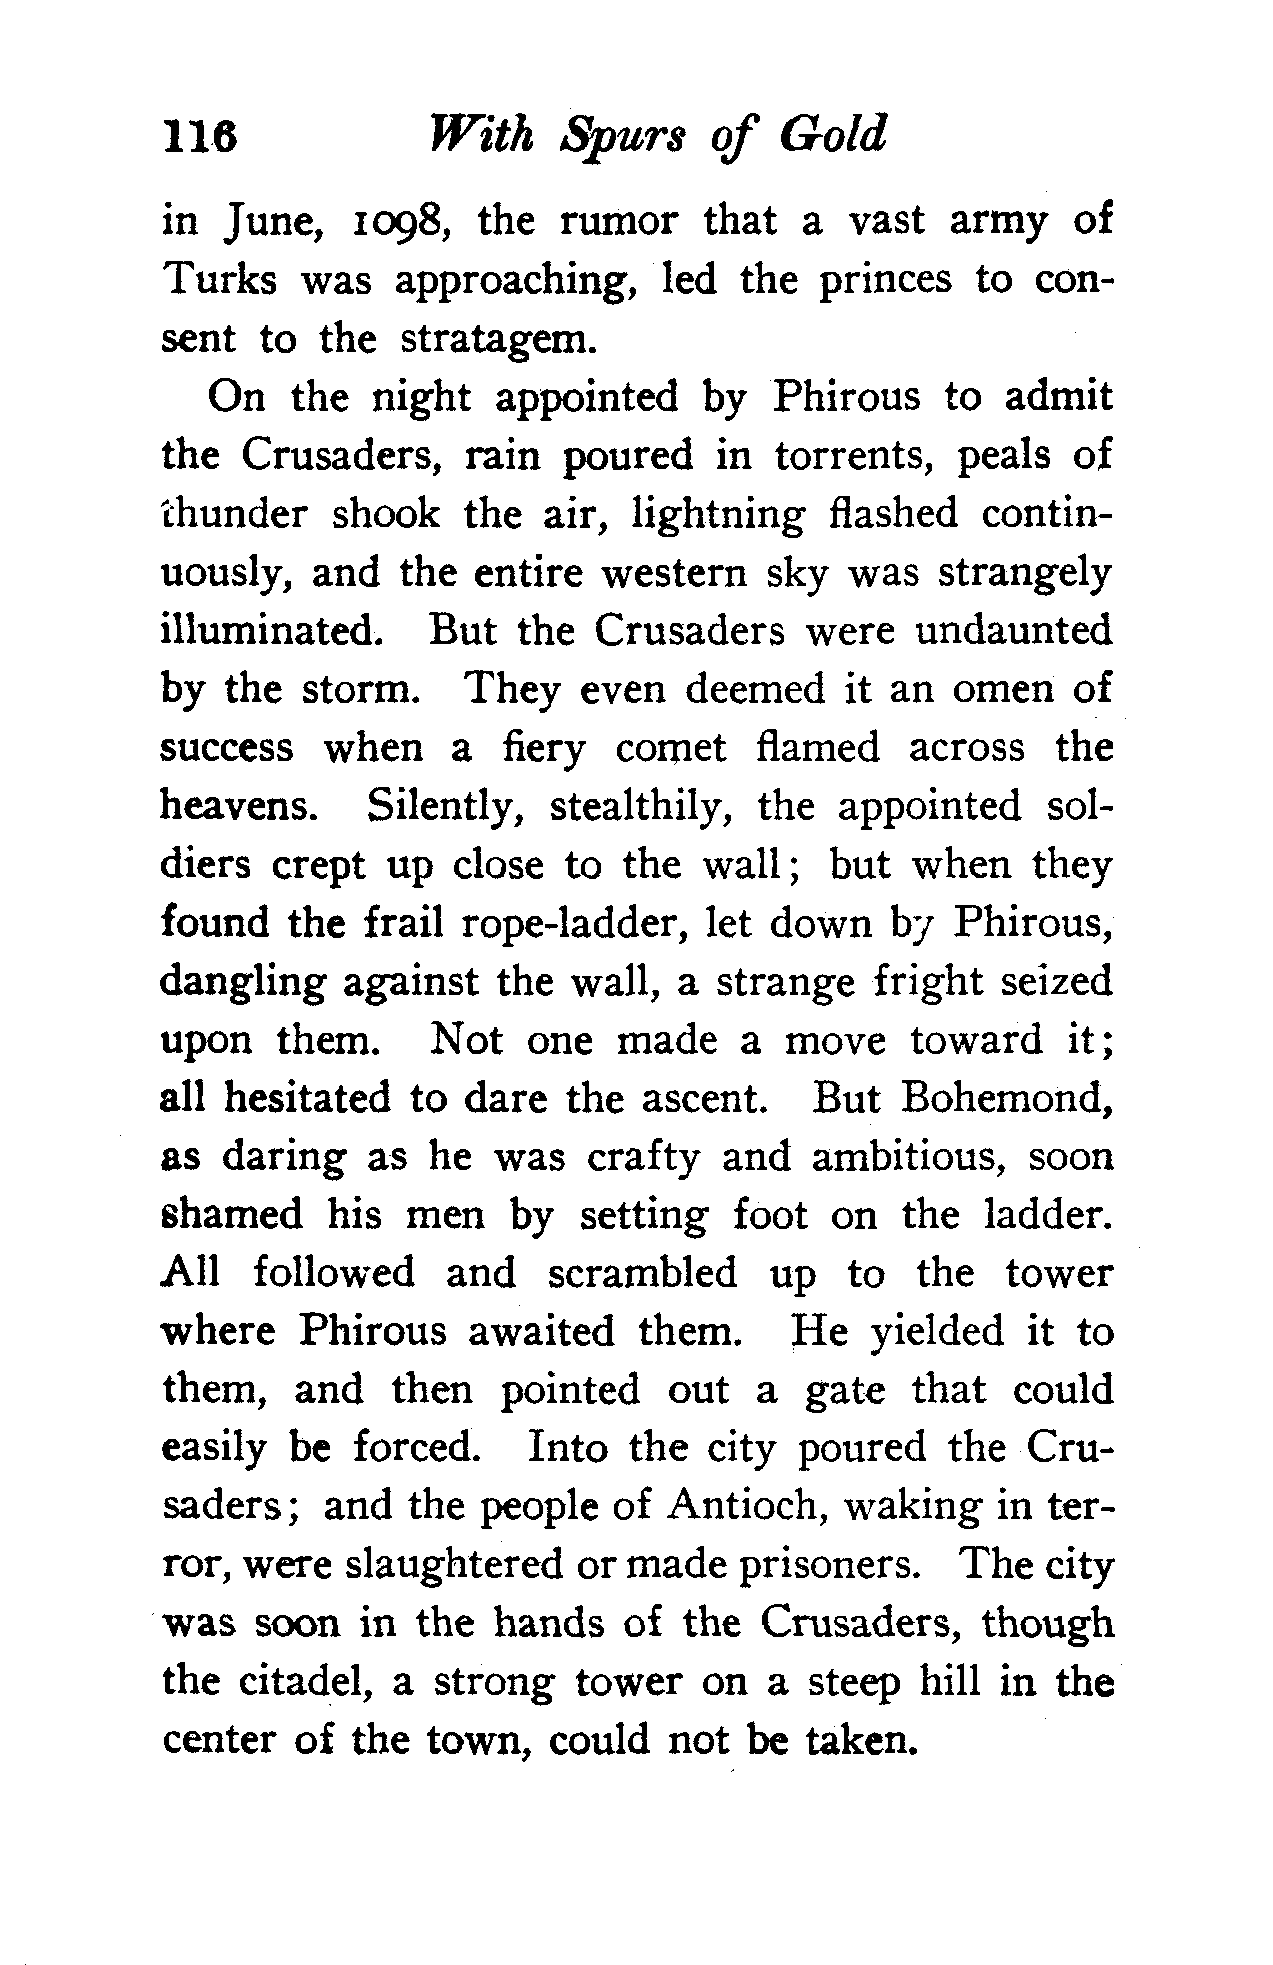 116 With Spurs of Gold
in June, 1098, the rumor that a vast army of
Turks was approaching, led the princes to con-
sent to the stratagem.
On the night appointed by Phirous to admit
the Crusaders, rain poured in torrents, peals of
thunder shook the air, lightning flashed contin-
uously, and the entire western sky was strangely
illuminated. But the Crusaders were undaunted
by the storm. They even deemed it an omen of
success when a fiery comet flamed across the
heavens. Silently, stealthily, the appointed sol-
diers crept up close to the wall; but when they
found the frail rope-ladder, let down by Phirous,
dangling against the wall, a strange fright seized
upon them. Not one made a move toward it;
all hesitated to dare the ascent. But Bohemond,
as daring as he was crafty and ambitious, soon
shamed his men by setting foot on the ladder.
All followed and scrambled up to the tower
where Phirous awaited them. He yielded it to
them, and then pointed out a gate that could
easily be forced. Into the city poured the Cru-
saders; and the people of Antioch, waking in ter-
ror, were slaughtered or made prisoners. The city
was soon in the hands of the Crusaders, though
the citadel, a strong tower on a steep hill in the
center of the town, could not be taken.